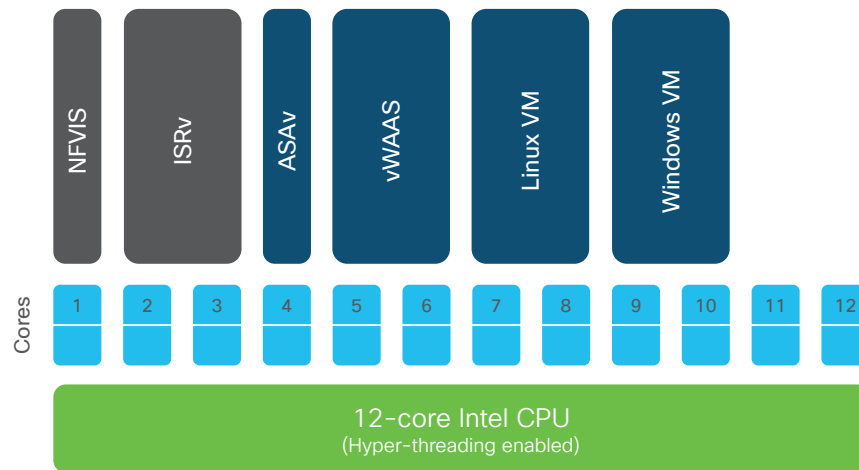 NFVIS
ISRv
ASAv
vWAAS
Linux VM
Windows VM
Cores
1 2 3 4 5 6 7 8 9 10 11 12
12-core Intel CPU
(Hyper-threading enabled)